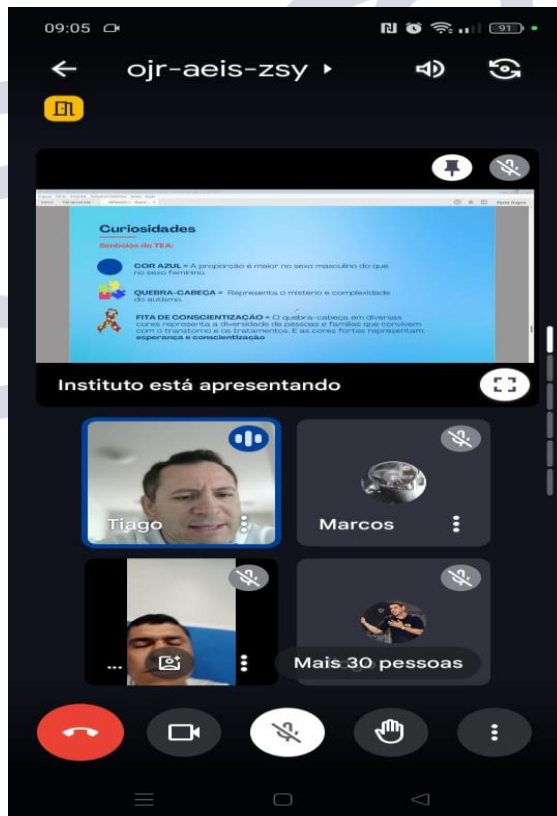 09:05
91
ojr-aeis-zsy
Curiosidades
Símbolos do TEA:
COR AZUL = A proporção é maior no sexo masculino do que
no sexo feminino.
QUEBRA-CABEÇA = Representa o mistério e complexidade
do autismo.
FITA DE CONSCIENTIZAÇÃO = O quebra-cabeça em diversas
cores representa a diversidade de pessoas e famílias que convivem
com o transtorno e os tratamentos. E as cores fortes representam:
esperança e conscientização
Instituto está apresentando
Tiago
Marcos
...
Mais 30 pessoas